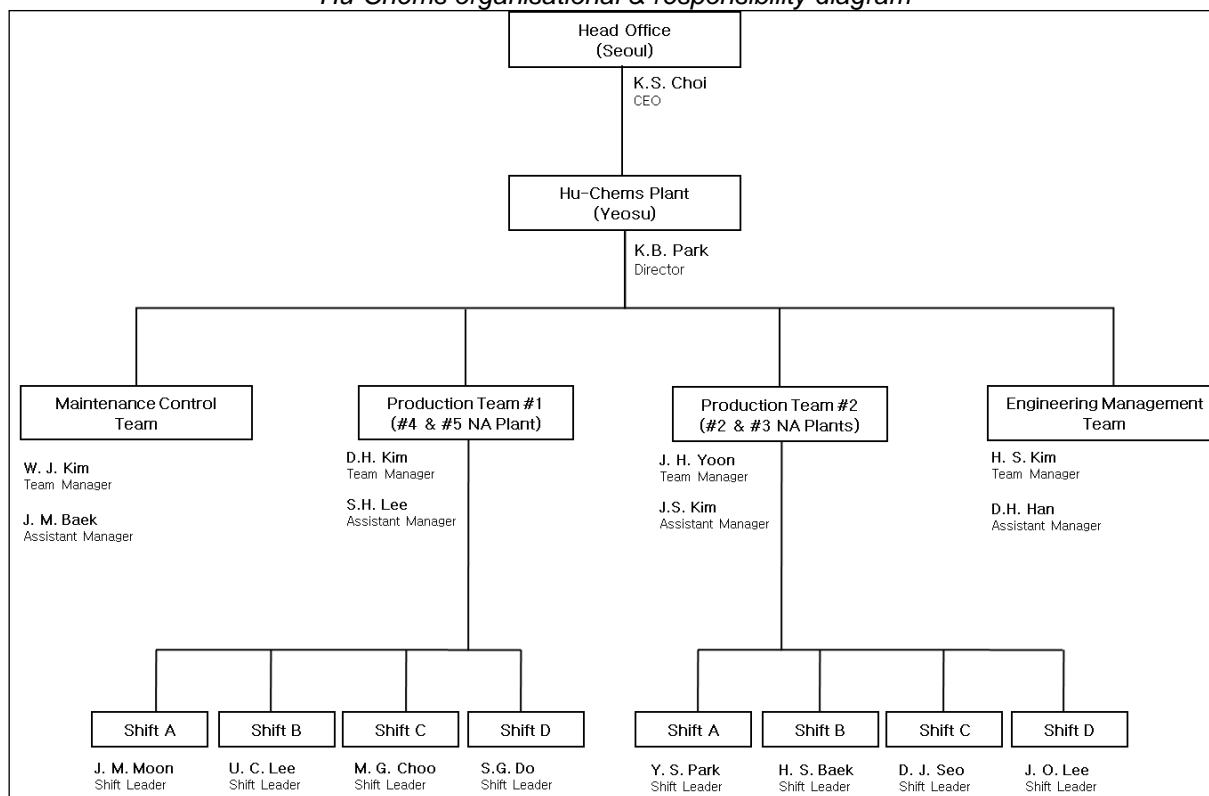 Hu-Chems organisational & responsibility diagram
Head Office
(Seoul)
K.S. Choi
CEO
Hu-Chems Plant
(Yeosu)
K.B. Park
Director
Maintenance Control
Team
W. J. Kim
Team Manager
J. M. Baek
Assistant Manager
Production Team #1
(#4 & #5 NA Plant)
D.H. Kim
Team Manager
S.H. Lee
Assistant Manager
Production Team #2
(#2 & #3 NA Plants)
J. H. Yoon
Team Manager
J.S. Kim
Assistant Manager
Engineering Management
Team
H. S. Kim
Team Manager
D.H. Han
Assistant Manager
Shift A
J. M. Moon
Shift Leader
Shift B
U. C. Lee
Shift Leader
Shift C
M. G. Choo
Shift Leader
Shift D
S.G. Do
Shift Leader
Shift A
Y. S. Park
Shift Leader
Shift B
H. S. Baek
Shift Leader
Shift C
D. J. Seo
Shift Leader
Shift D
J. O. Lee
Shift Leader